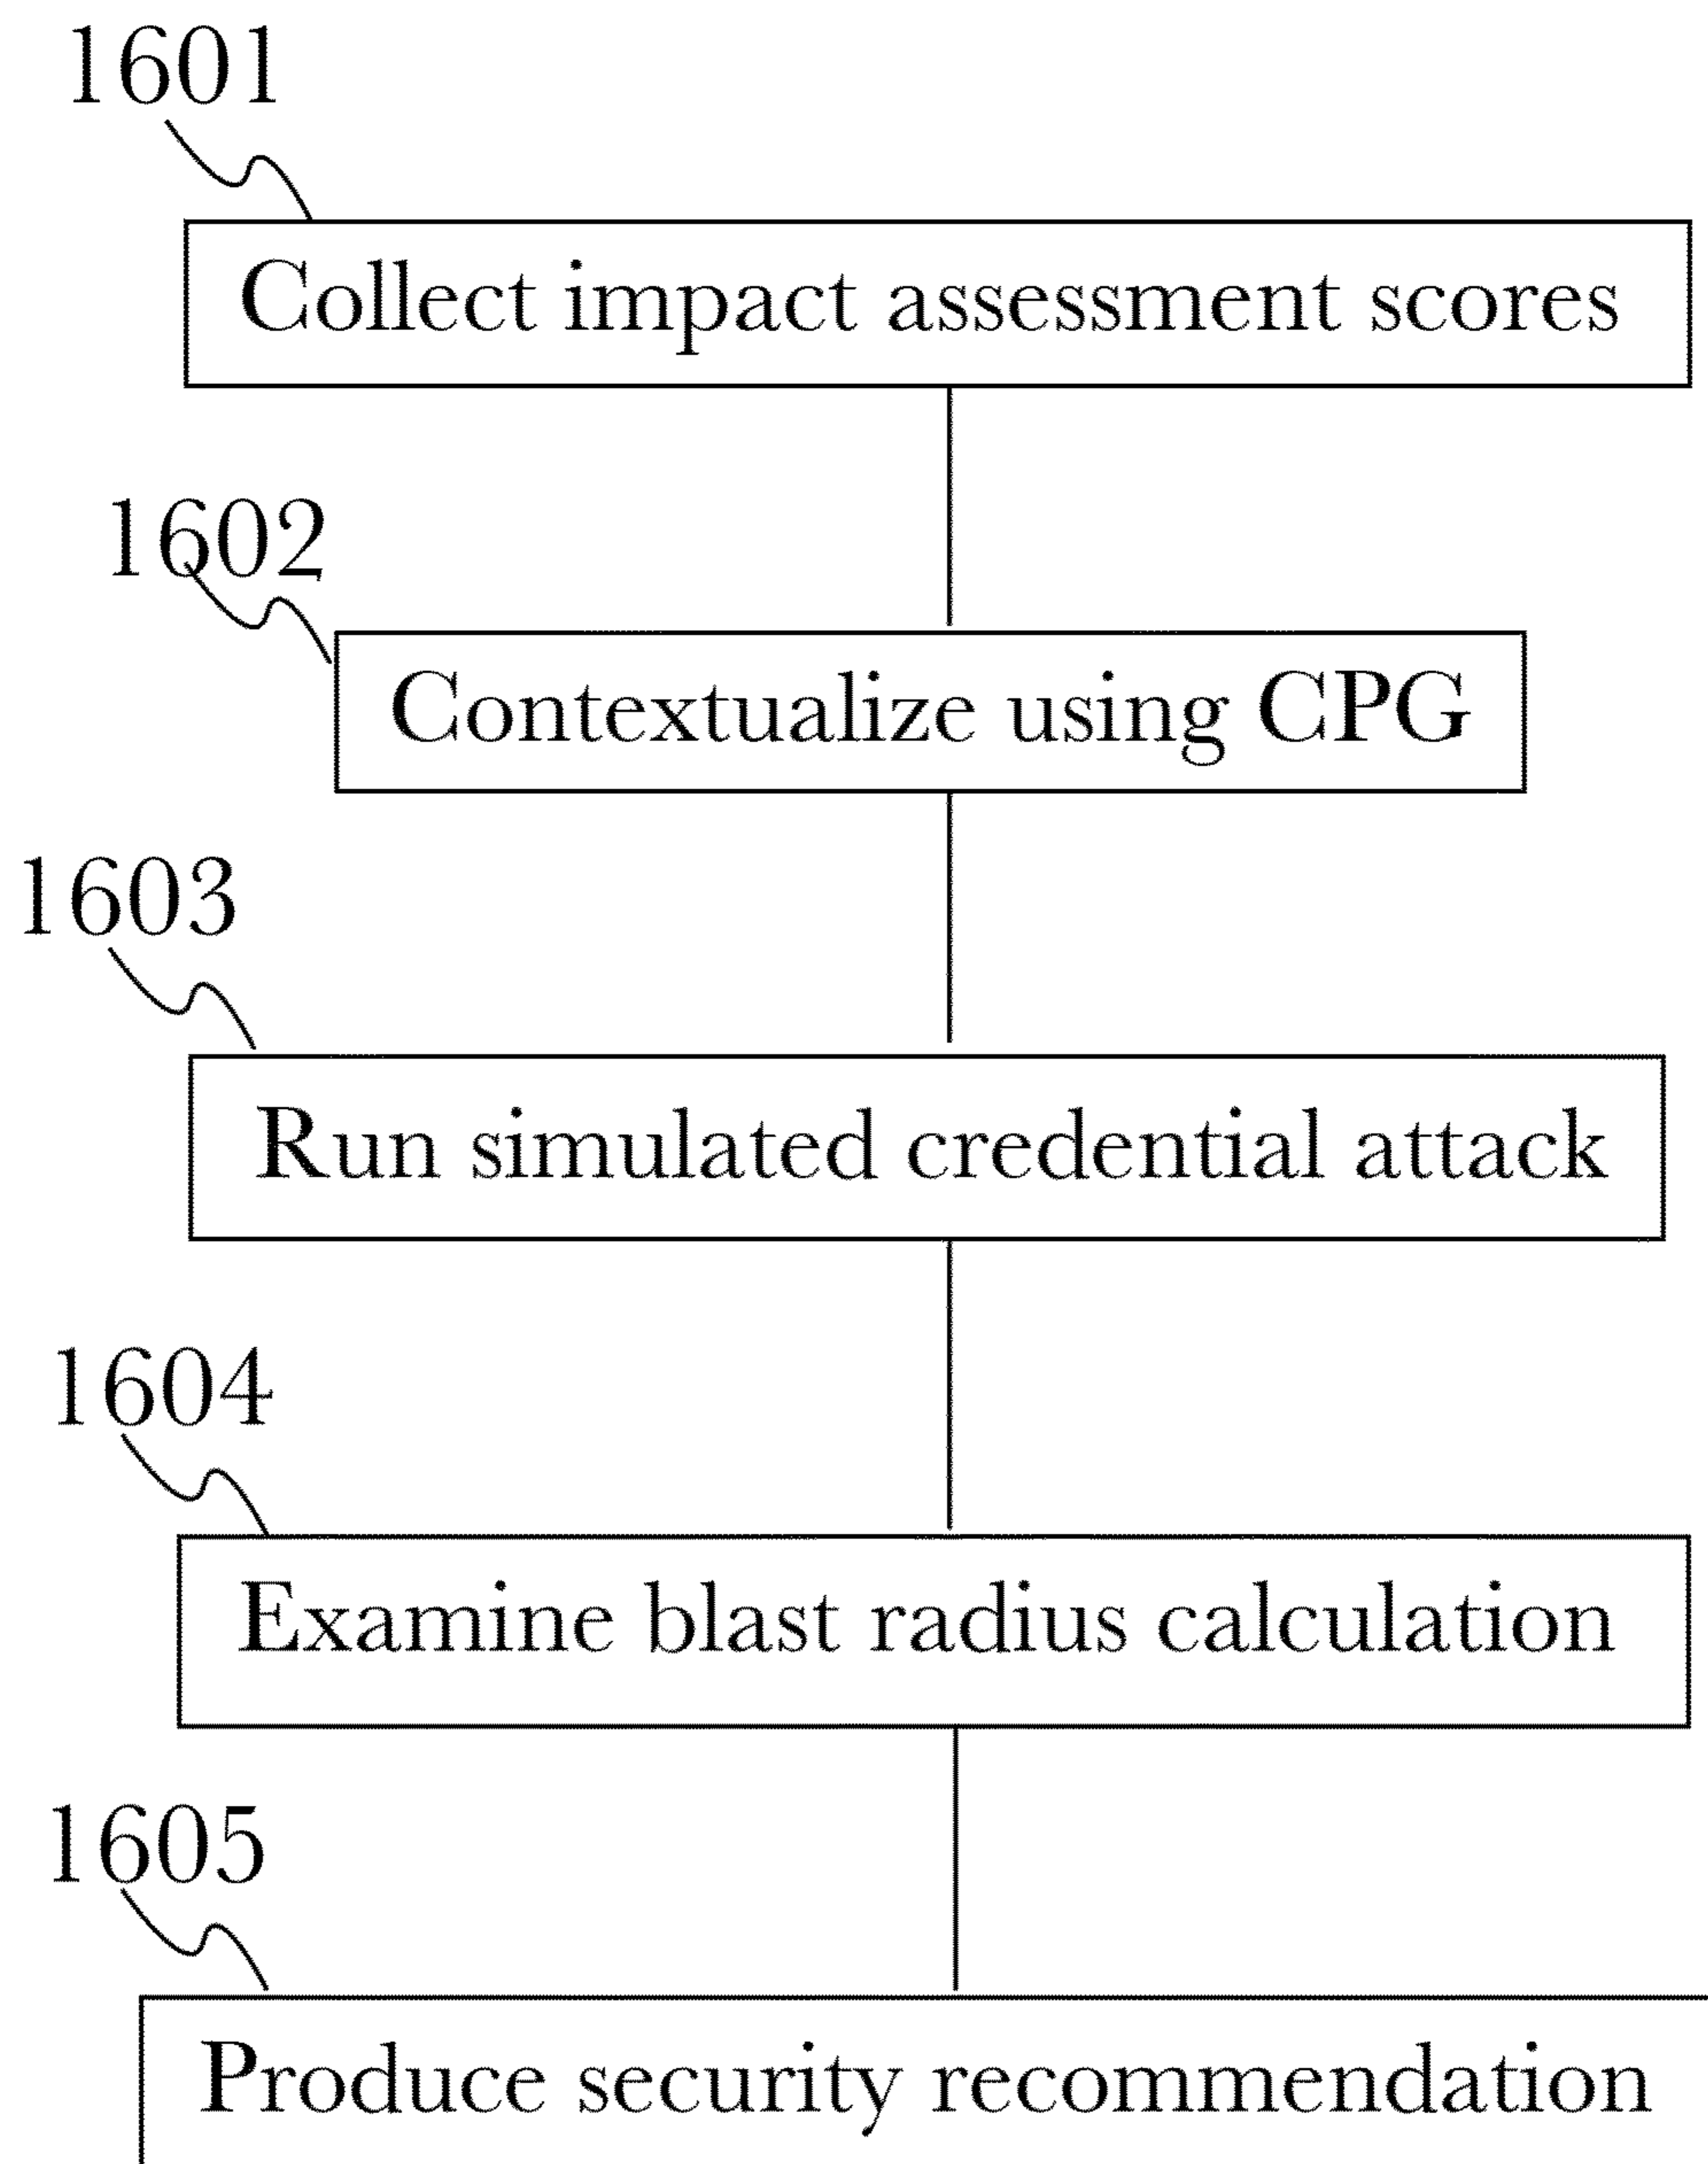 1601
Collect impact assessment scores
1602
Contextualize using CPG
1603
Run simulated credential attack
1604
Examine blast radius calculation
1605
Produce security recommendation